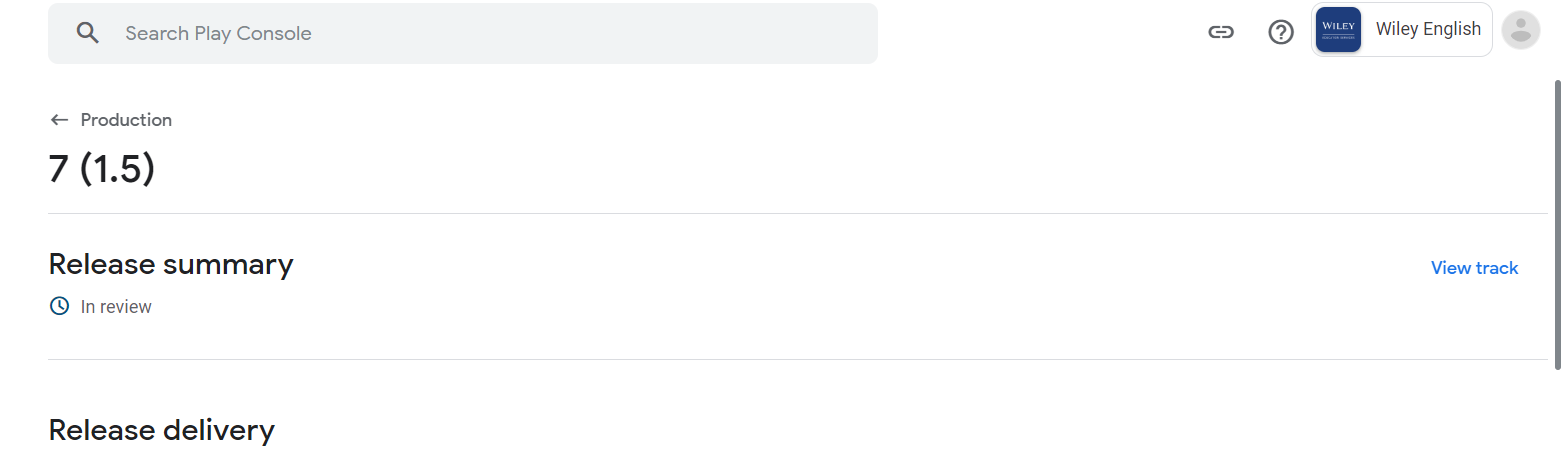 Search Play Console
WILEY
Wiley English
Production
7 (1.5)
Release summary
View track
In review
Release delivery